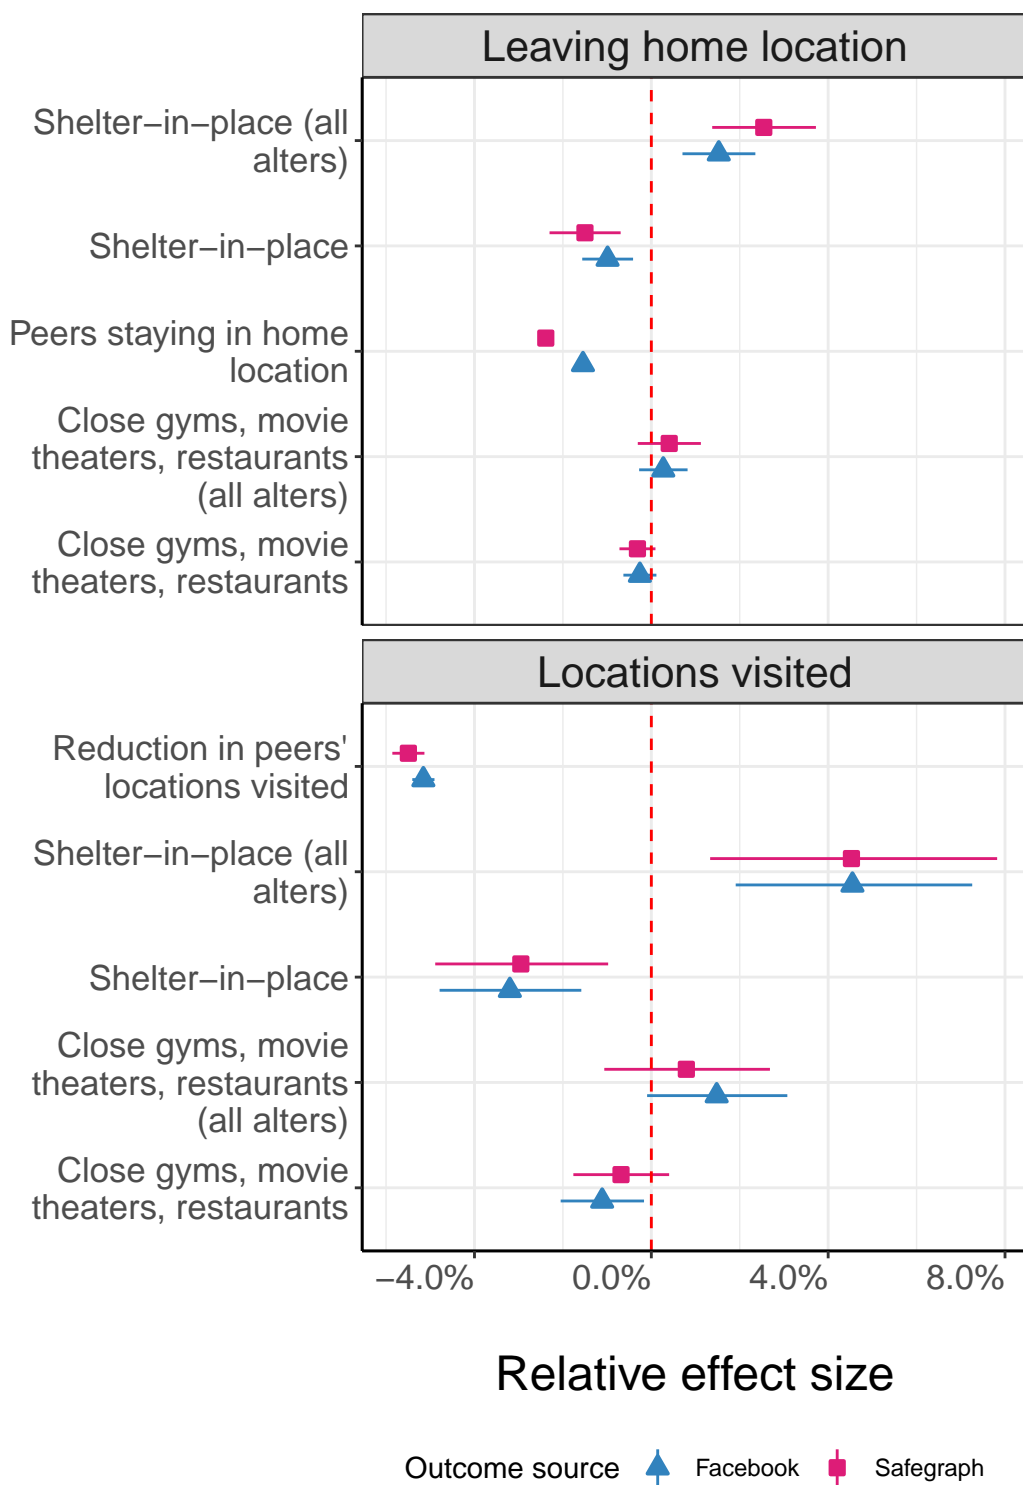 Leaving home location
Shelter−in−place (all
alters)
Shelter−in−place
Peers staying in home
location
Close gyms, movie
theaters, restaurants
(all alters)
Close gyms, movie
theaters, restaurants
Locations visited
Reduction in peers'
locations visited
Shelter−in−place (all
alters)
Shelter−in−place
Close gyms, movie
theaters, restaurants
(all alters)
Close gyms, movie
theaters, restaurants
−4.0% 0.0% 4.0% 8.0%
Relative effect size
Outcome source Facebook Safegraph